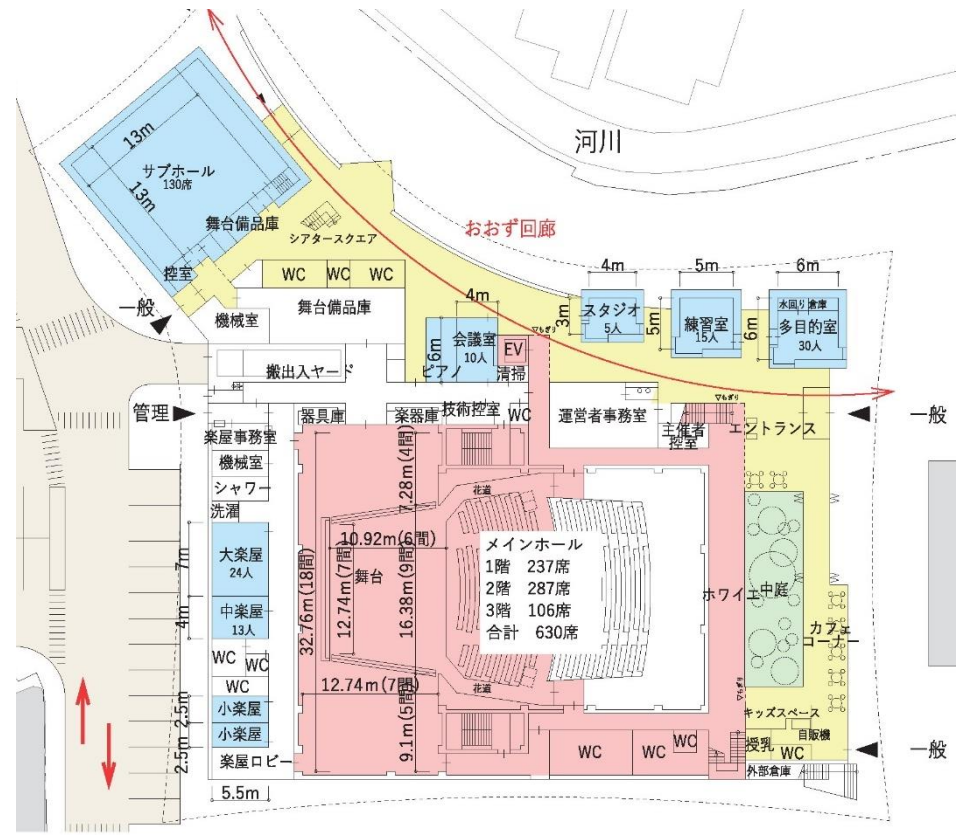 河川
13m
サブホール
130席
13m
舞台備品庫
シアタースクエア
おおず回廊
控室
WC
WC
WC
4m
5m
6m
一般
機械室
舞台備品庫
4m
3m
スタジオ
5人
5m
練習室
15人
6m
水回り
倉庫
多目的室
30人
6m
会議室
10人
▽もぎり
EV
搬出入ヤード
ピアノ
清掃
管理
器具庫
楽器庫
技術控室
WC
運営者事務室
主催者
控室
▽もぎり
エントランス
一般
楽屋事務室
機械室
シャワー
洗濯
7.28m(4間)
花道
10.92m(6間)
メインホール
1階 237席
2階 287席
3階 106席
合計 630席
7m
大楽屋
24人
32.76m(18間)
12.74m(7間)
舞台
16.38m(9間)
ホワイエ
中庭
4m
中楽屋
13人
カフェ
コーナー
WC
WC
WC
12.74m(7間)
花道
▽もぎり
2.5m
小楽屋
9.1m(5間)
キッズスペース
自販機
2.5m
小楽屋
WC
WC
WC
授乳
WC
一般
楽屋ロビー
外部倉庫
5.5m